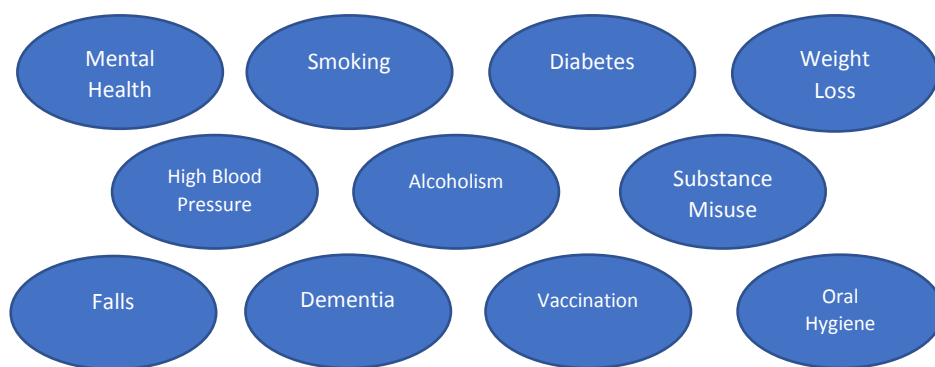 Mental
Health
Smoking
Diabetes
Weight
Loss
High Blood
Pressure
Alcoholism
Substance
Misuse
Falls
Dementia
Vaccination
Oral
Hygiene